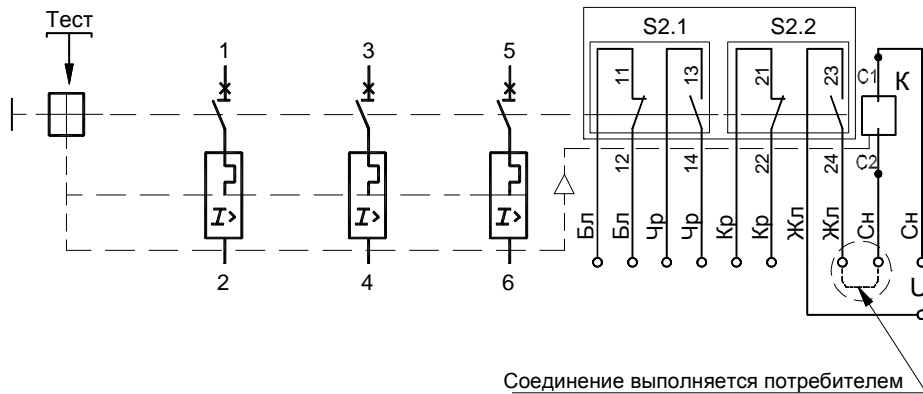 Тест
1
3
5
S2.1
S2.2
11
13
21
23
C1
К
I>
I>
I>
12
14
22
24
C2
Бл
Бл
Чр
Чр
Кр
Кр
Жл
Жл
Сн
Сн
2
4
6
U
Соединение выполняется потребителем